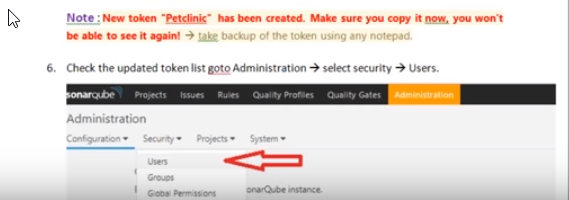 Note : New token "Petclinic" has been created. Make sure you copy it now, you won't
be able to see it again! → take backup of the token using any notepad.
6. Check the updated token list goto Administration → select security → Users.
sonarqube Projects Issues Rules Quality Profiles Quality Gates Administration
Administration
Configuration Security Projects System
Users
Groups
Global Permissions
onarQube instance.